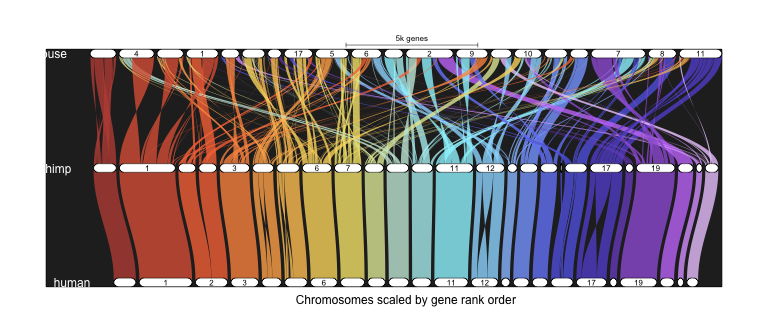 5k genes
ouse 4 1 17 5 6 2 9 10 7 8 11
himp 1 3 6 7 11 12 17 19
human 1 2 3 6 11 12 17 19
Chromosomes scaled by gene rank order